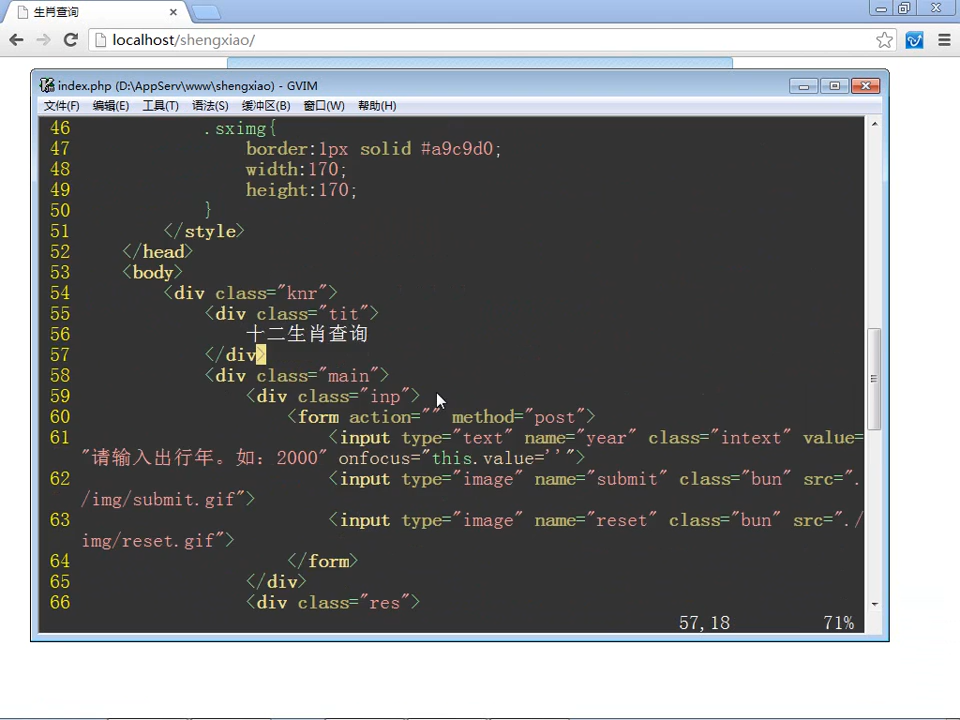 生肖查询
localhost/shengxiao/
index.php (D:\AppServ\www\shengxiao) - GVIM
文件(F) 编辑(E) 工具(T) 语法(S) 缓冲区(B) 窗口(W) 帮助(H)
46 .sximg{
47 border:1px solid #a9c9d0;
48 width:170;
49 height:170;
50 }
51 </style>
52 </head>
53 <body>
54 <div class="knr">
55 <div class="tit">
56 十二生肖查询
57 </div>
58 <div class="main">
59 <div class="inp">
60 <form action="" method="post">
61 <input type="text" name="year" class="intext" value=
"请输入出行年。如：2000" onfocus="this.value=''">
62 <input type="image" name="submit" class="bun" src=".
/img/submit.gif">
63 <input type="image" name="reset" class="bun" src="./
img/reset.gif">
64 </form>
65 </div>
66 <div class="res">
57,18 71%